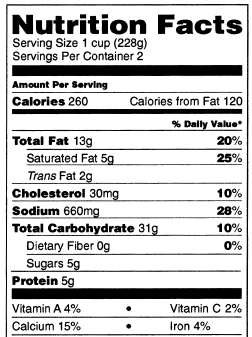 Nutrition Facts
Serving Size 1 cup (228g)
Servings Per Container 2
Amount Per Serving
Calories 260 Calories from Fat 120
% Daily Value*
Total Fat 13g 20%
Saturated Fat 5g 25%
Trans Fat 2g
Cholesterol 30mg 10%
Sodium 660mg 28%
Total Carbohydrate 31g 10%
Dietary Fiber 0g 0%
Sugars 5g
Protein 5g
Vitamin A 4% • Vitamin C 2%
Calcium 15% • Iron 4%